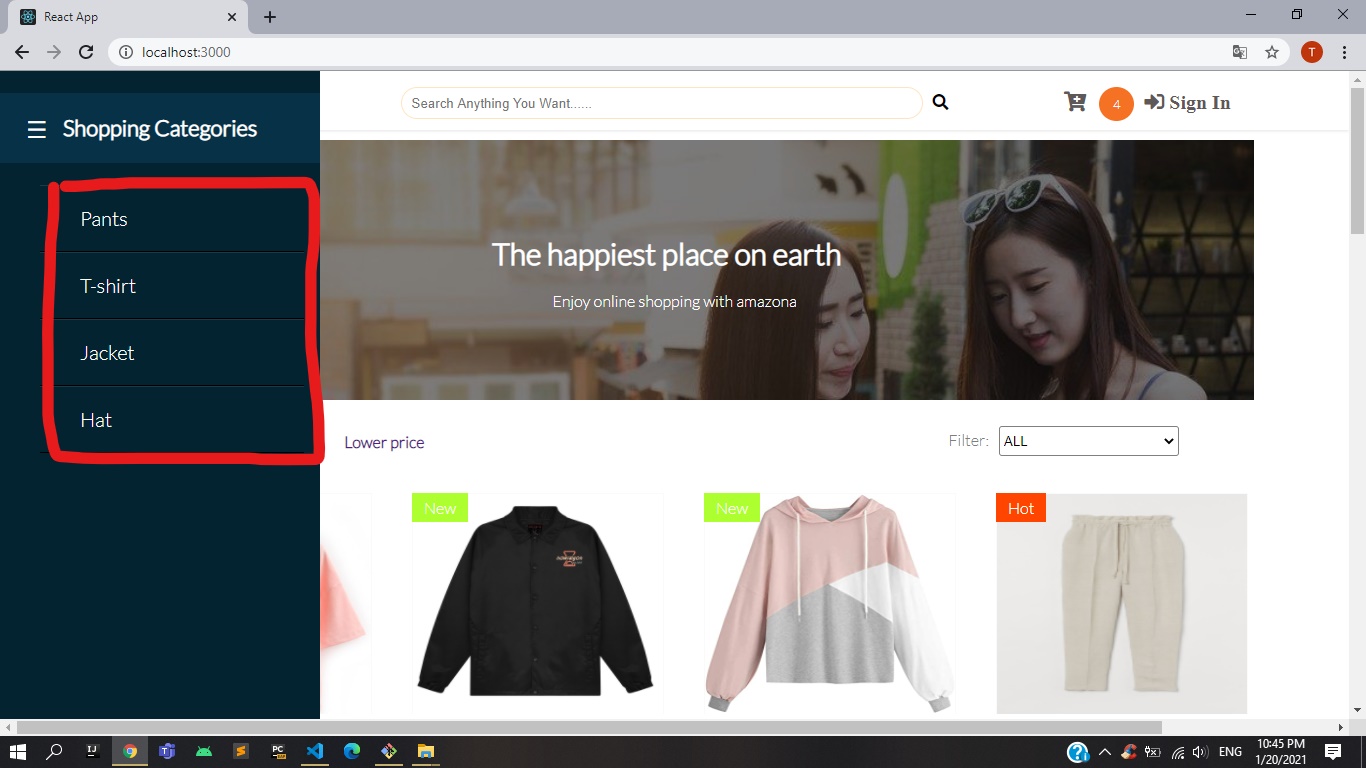 React App
localhost:3000
T
☰ Shopping Categories
Search Anything You Want......
4
Sign In
Pants
T-shirt
Jacket
Hat
The happiest place on earth
Enjoy online shopping with amazona
Lower price
Filter: ALL
New
New
Hot
ENG
10:45 PM
1/20/2021